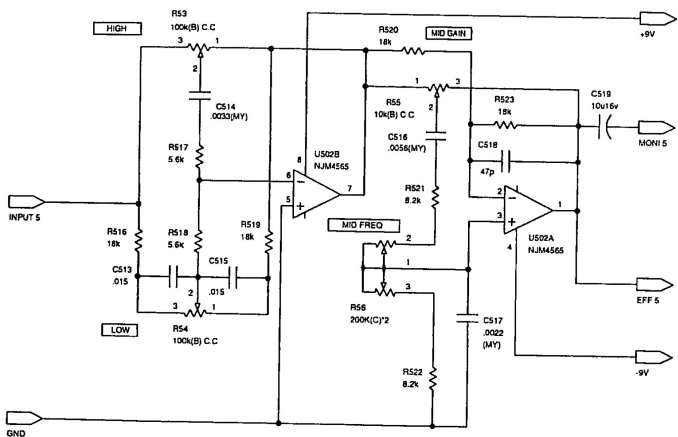 R53
100k(B) C.C
HIGH
3
1
2
R520
18k
MID GAIN
+9V
C514
.0033(MY)
R55
10k(B) C C
1
3
2
R523
18k
C519
10u16v
MONI 5
R517
5.6k
8
U502B
NJM4565
6
5
7
C516
.0056(MY)
C518
47p
INPUT 5
R521
8.2k
2
3
1
4
U502A
NJM4565
R516
18k
R518
5.6k
R519
18k
MID FREQ
2
1
3
C513
.015
C515
.015
3
2
1
EFF 5
LOW
R54
100k(B) C.C
R56
200K(C)*2
C517
.0022
(MY)
R522
8.2k
-9V
GND